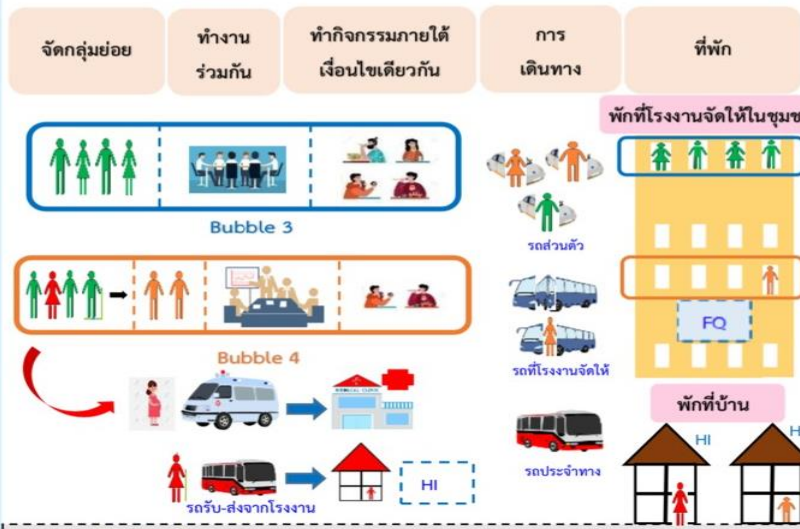 จัดกลุ่มย่อย
ทำงาน
ร่วมกัน
ทำกิจกรรมภายใต้
เงื่อนไขเดียวกัน
การ
เดินทาง
ที่พัก
พักที่โรงงานจัดให้ในชุมช
Bubble 3
รถส่วนตัว
Bubble 4
FQ
รถที่โรงงานจัดให้
พักที่บ้าน
HI
H
รถประจำทาง
HI
รถรับ-ส่งจากโรงงาน